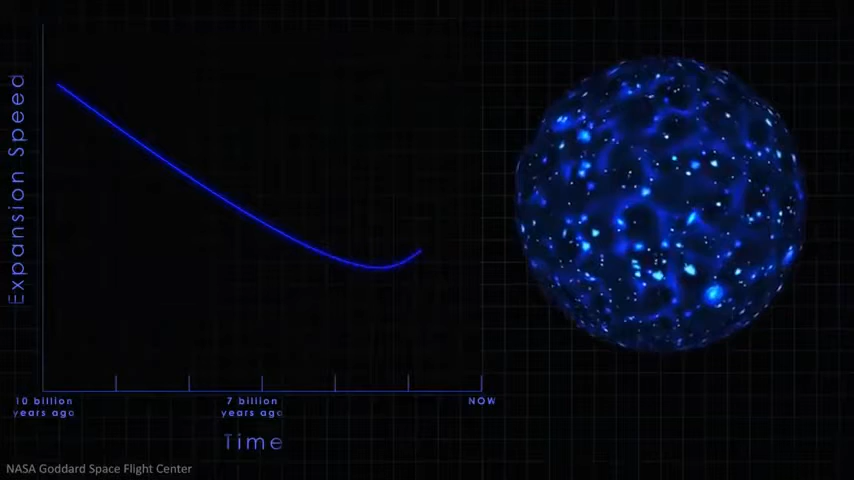 Expansion Speed
10 billion
years ago
7 billion
years ago
NOW
Time
NASA Goddard Space Flight Center